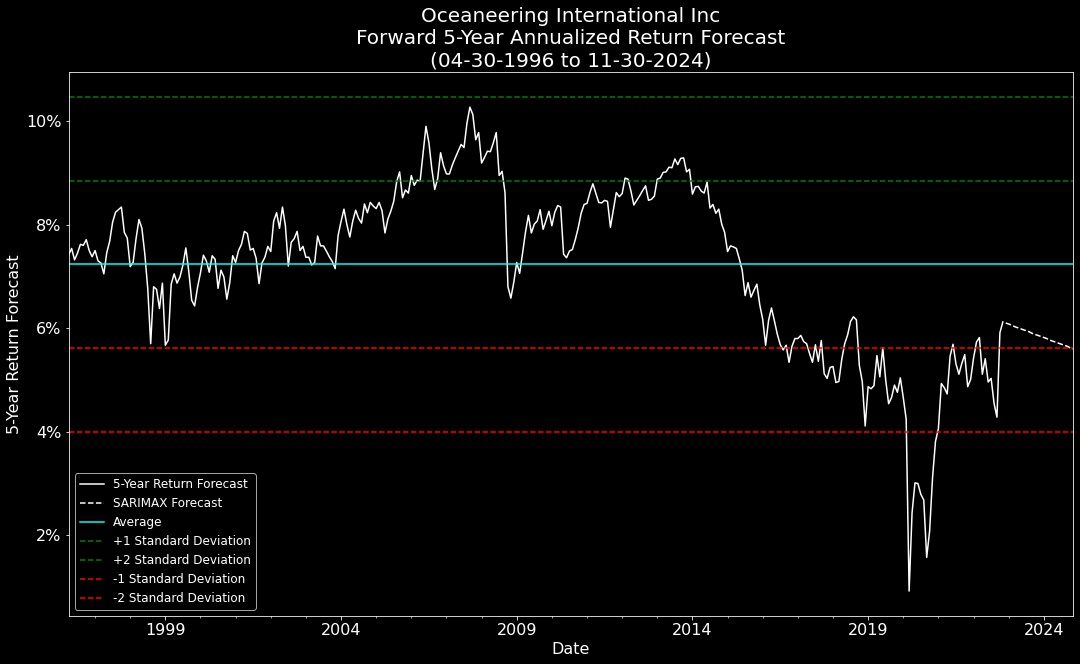 Oceaneering International Inc
Forward 5-Year Annualized Return Forecast
(04-30-1996 to 11-30-2024)
5-Year Return Forecast
10%
8%
6%
4%
2%
5-Year Return Forecast
SARIMAX Forecast
Average
+1 Standard Deviation
+2 Standard Deviation
-1 Standard Deviation
-2 Standard Deviation
1999
2004
2009
2014
2019
2024
Date